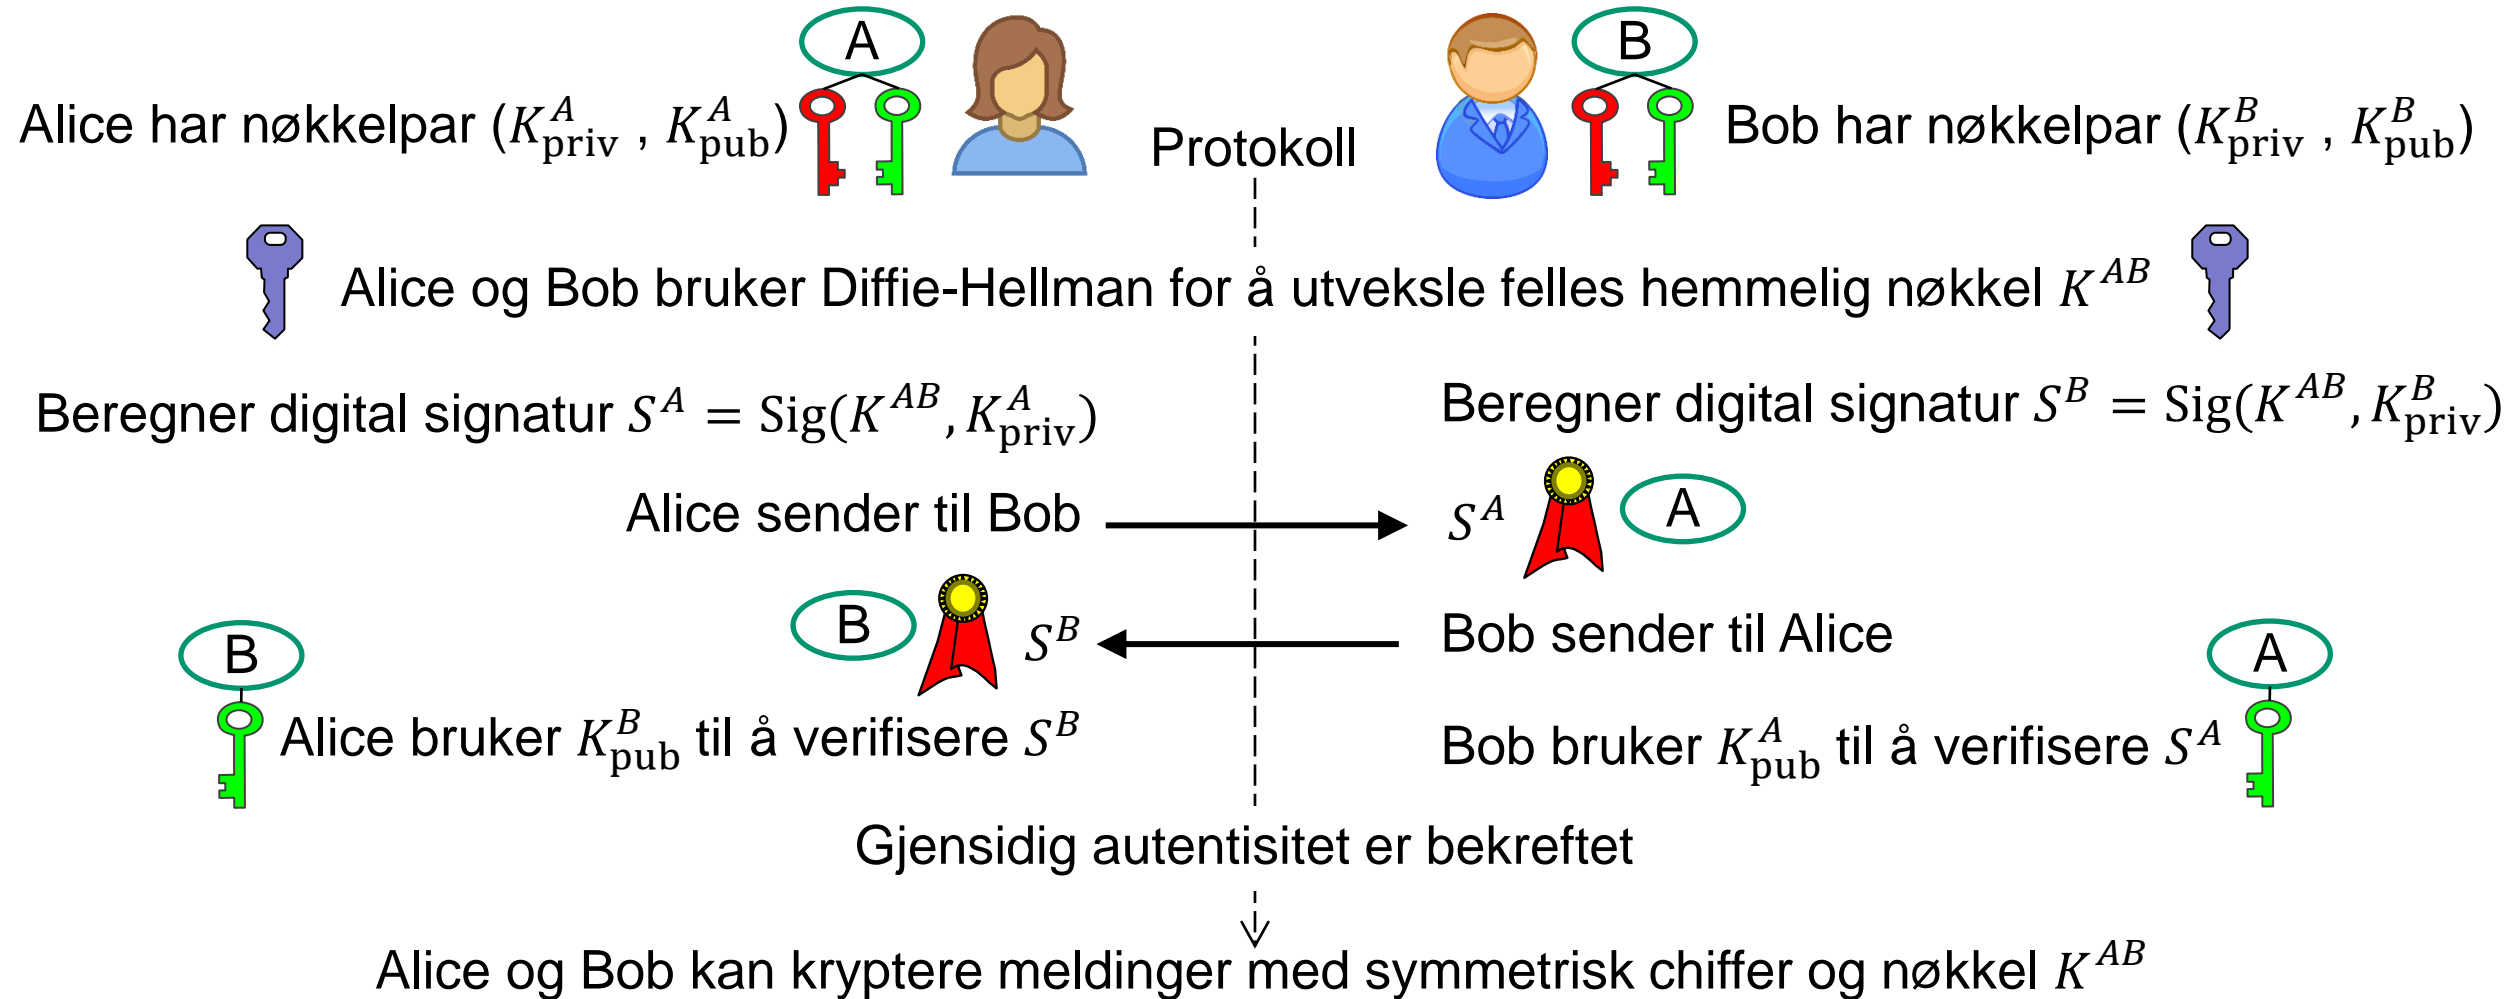 A
B
Alice har nøkkelpar (K^A_priv , K^A_pub)
Protokoll
Bob har nøkkelpar (K^B_priv , K^B_pub)
Alice og Bob bruker Diffie-Hellman for å utveksle felles hemmelig nøkkel K^AB
Beregner digital signatur S^A = Sig(K^AB, K^A_priv)
Beregner digital signatur S^B = Sig(K^AB, K^B_priv)
Alice sender til Bob
S^A
A
B
S^B
Bob sender til Alice
B
A
Alice bruker K^B_pub til å verifisere S^B
Bob bruker K^A_pub til å verifisere S^A
Gjensidig autentisitet er bekreftet
Alice og Bob kan kryptere meldinger med symmetrisk chiffer og nøkkel K^AB